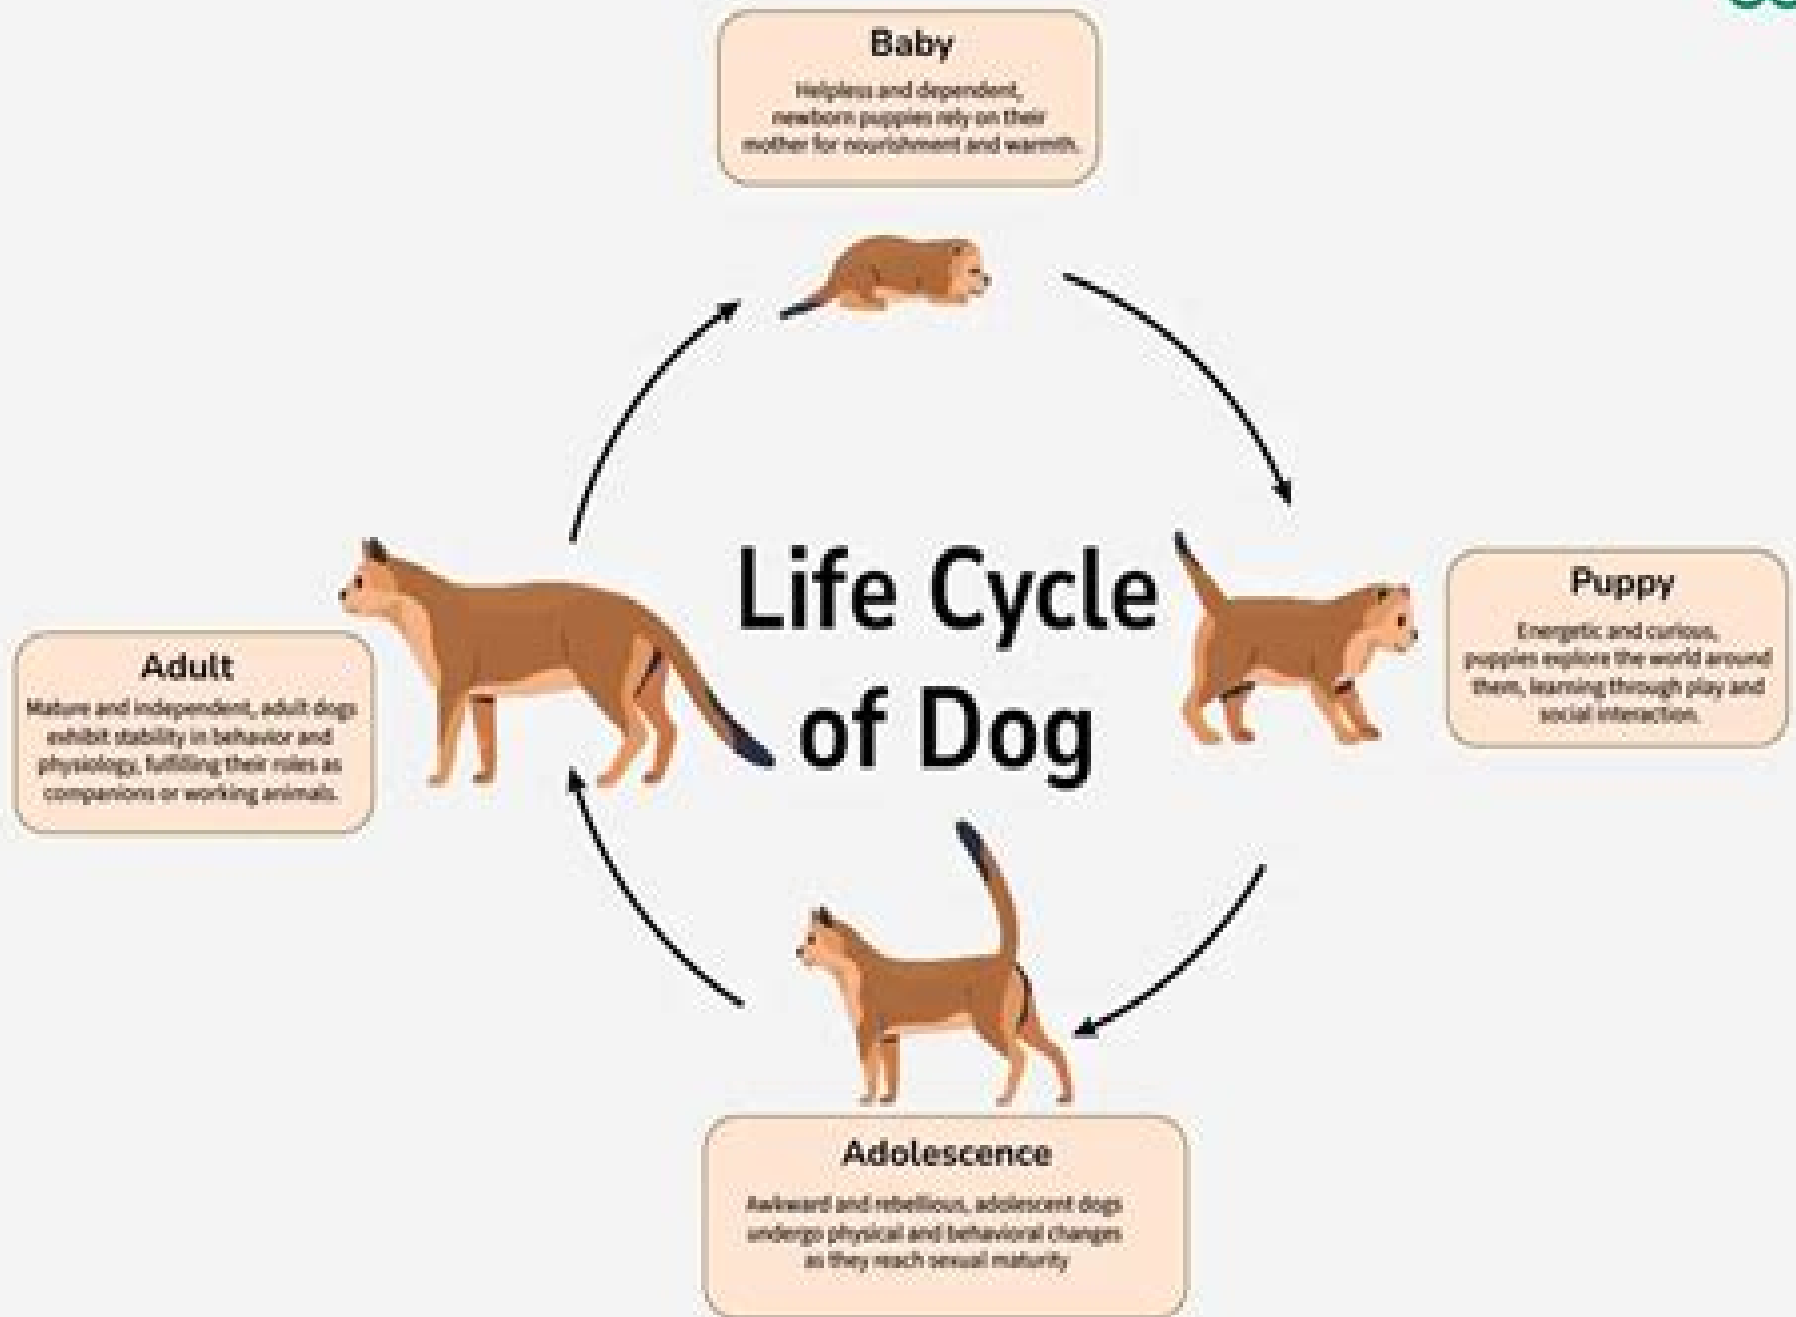 Baby
Helpless and dependent,
newborn puppies rely on their
mother for nourishment and warmth.
Life Cycle
of Dog
Puppy
Energetic and curious,
puppies explore the world around
them, learning through play and
social interaction.
Adult
Mature and independent, adult dogs
exhibit stability in behavior and
physiology, fulfilling their roles as
companions or working animals.
Adolescence
Awkward and rebellious, adolescent dogs
undergo physical and behavioral changes
as they reach sexual maturity